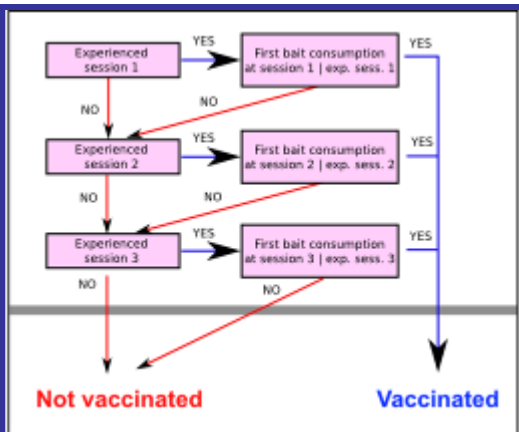 Experienced
session 1
YES
First bait consumption
at session 1 | exp. sess. 1
YES
NO
NO
Experienced
session 2
YES
First bait consumption
at session 2 | exp. sess. 2
YES
NO
NO
Experienced
session 3
YES
First bait consumption
at session 3 | exp. sess. 3
YES
NO
NO
Not vaccinated
Vaccinated